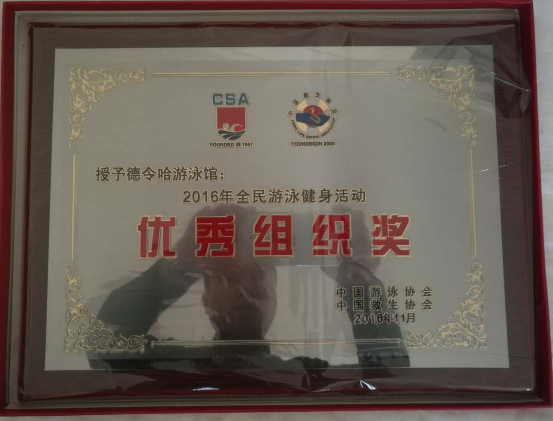 CSA
FOUNDED IN 1957
FOUNDED IN 2005
授予德令哈游泳馆：
2016年全民游泳健身活动
优秀组织奖
中国游泳协会
中国救生协会
2016年11月